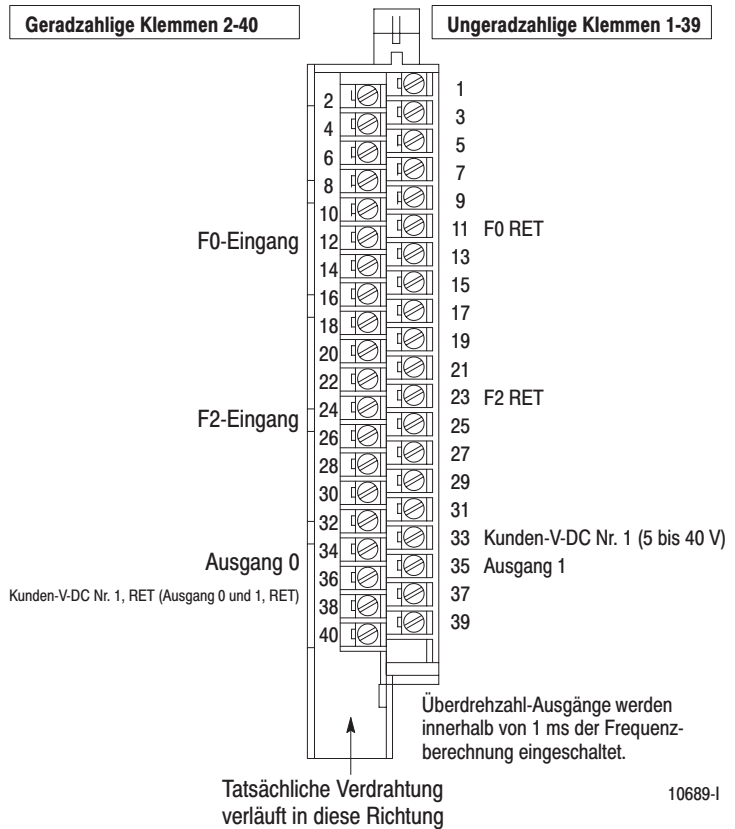 Geradzahlige Klemmen 2-40
Ungeradzahlige Klemmen 1-39
1
2
3
4
5
6
7
8
9
10
11 F0 RET
F0-Eingang
12
13
14
15
16
17
18
19
20
21
22
23 F2 RET
F2-Eingang
24
25
26
27
28
29
30
31
32
33 Kunden-V-DC Nr. 1 (5 bis 40 V)
Ausgang 0
34
35 Ausgang 1
36
Kunden-V-DC Nr. 1, RET (Ausgang 0 und 1, RET)
37
38
39
40
Überdrehzahl-Ausgänge werden
innerhalb von 1 ms der Frequenz-
berechnung eingeschaltet.
Tatsächliche Verdrahtung
verläuft in diese Richtung
10689-I